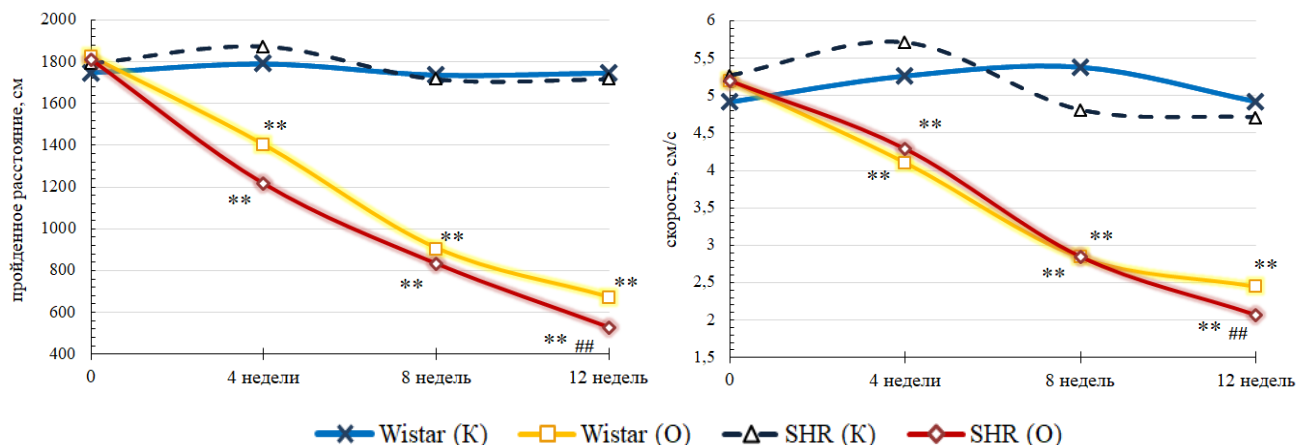 пройденное расстояние, см
2000
1800
1600
1400
1200
1000
800
600
400
**
**
**
**
**
** ##
0
4 недели
8 недель
12 недель
скорость, см/с
6
5,5
5
4,5
4
3,5
3
2,5
2
1,5
**
**
**
**
**
** ##
0
4 недели
8 недель
12 недель
Wistar (К)
Wistar (О)
SHR (К)
SHR (О)